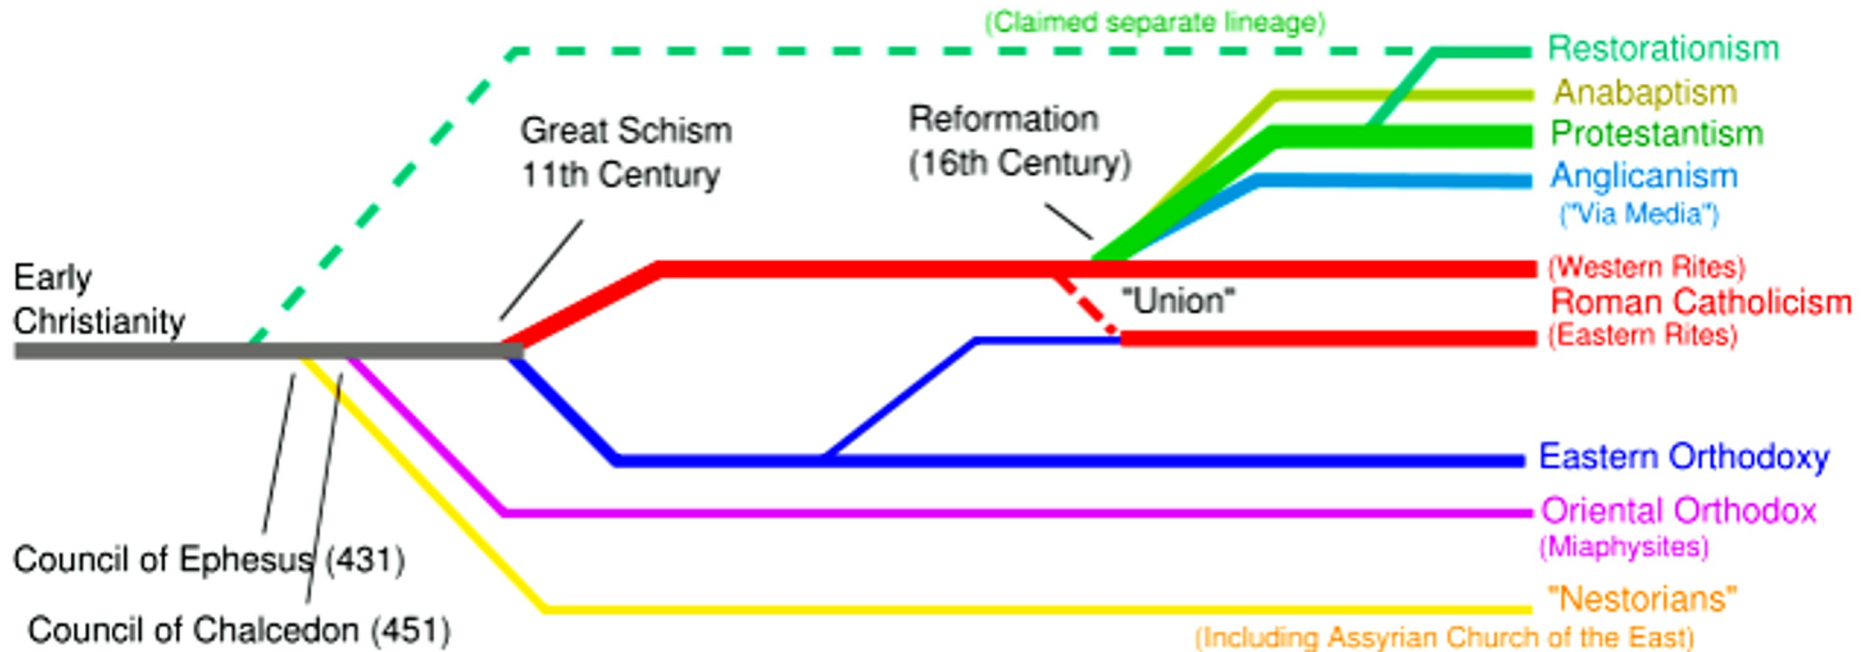 (Claimed separate lineage)
Restorationism
Anabaptism
Protestantism
Anglicanism
("Via Media")
Great Schism
11th Century
Reformation
(16th Century)
Early
Christianity
(Western Rites)
"Union"
Roman Catholicism
(Eastern Rites)
Eastern Orthodoxy
Oriental Orthodox
(Miaphysites)
Council of Ephesus (431)
Council of Chalcedon (451)
"Nestorians"
(Including Assyrian Church of the East)